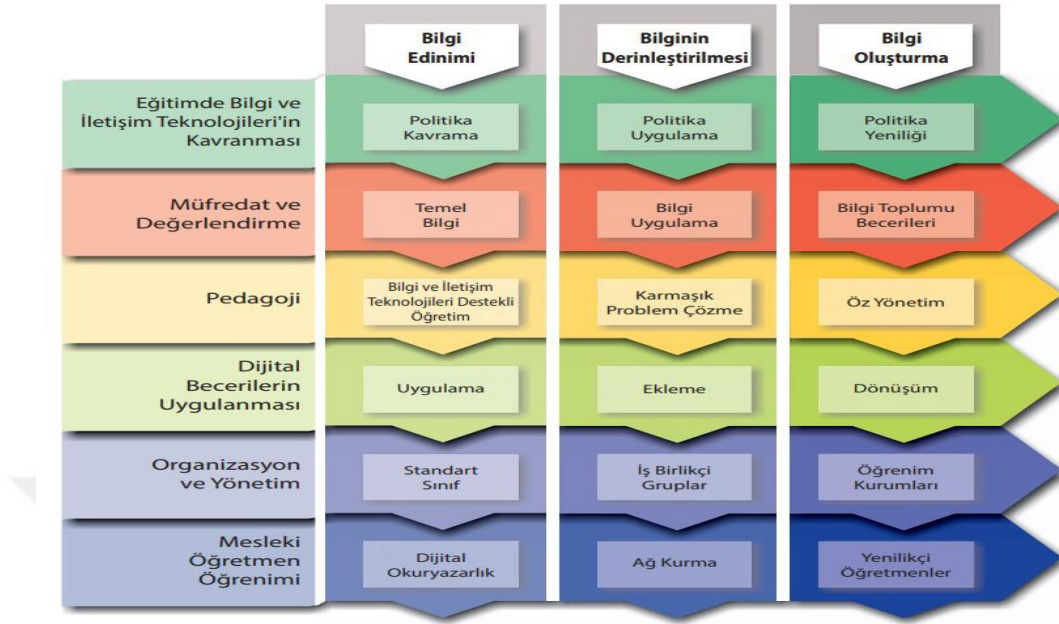 Bilgi
Edinimi
Bilginin
Derinleştirilmesi
Bilgi
Oluşturma
Eğitimde Bilgi ve
İletişim Teknolojileri'in
Kavranması
Politika
Kavrama
Politika
Uygulama
Politika
Yeniliği
Müfredat ve
Değerlendirme
Temel
Bilgi
Bilgi
Uygulama
Bilgi Toplumu
Becerileri
Pedagoji
Bilgi ve İletişim
Teknolojileri Destekli
Öğretim
Karmaşık
Problem Çözme
Öz Yönetim
Dijital
Becerilerin
Uygulanması
Uygulama
Ekleme
Dönüşüm
Organizasyon
ve Yönetim
Standart
Sınıf
İş Birlikçi
Gruplar
Öğrenim
Kurumları
Mesleki
Öğretmen
Öğrenimi
Dijital
Okuryazarlık
Ağ Kurma
Yenilikçi
Öğretmenler